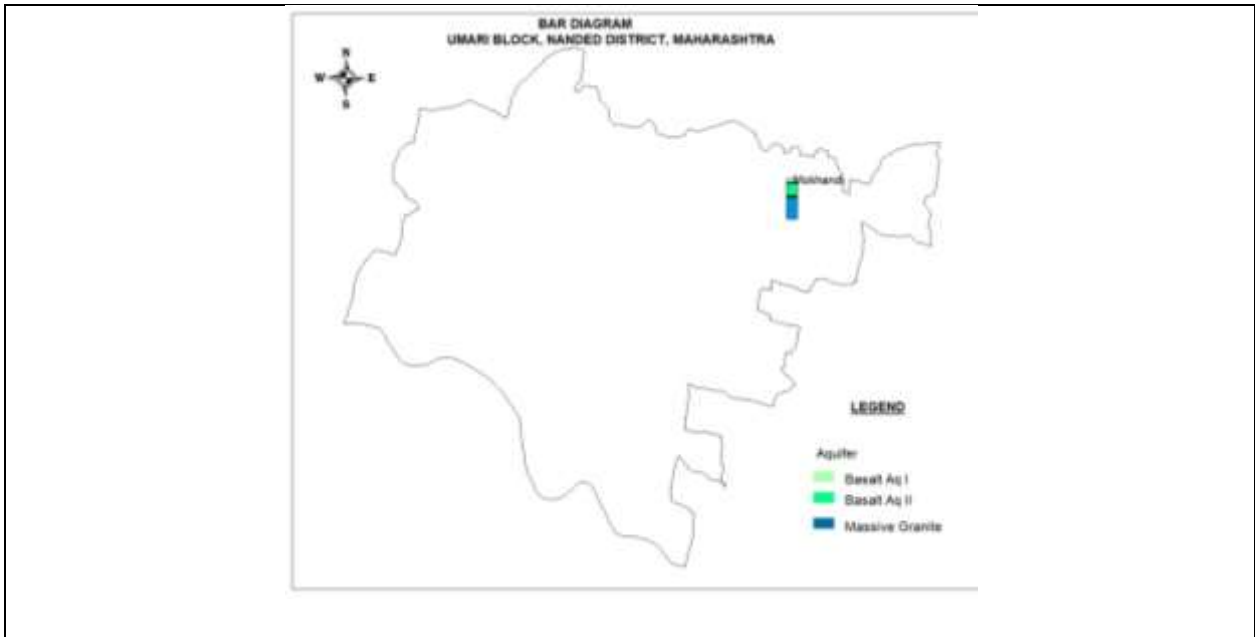 BAR DIAGRAM
UMARI BLOCK, NANDED DISTRICT, MAHARASHTRA
N
W E
S
LEGEND
Aquifer
Basalt Aq I
Basalt Aq II
Massive Granite